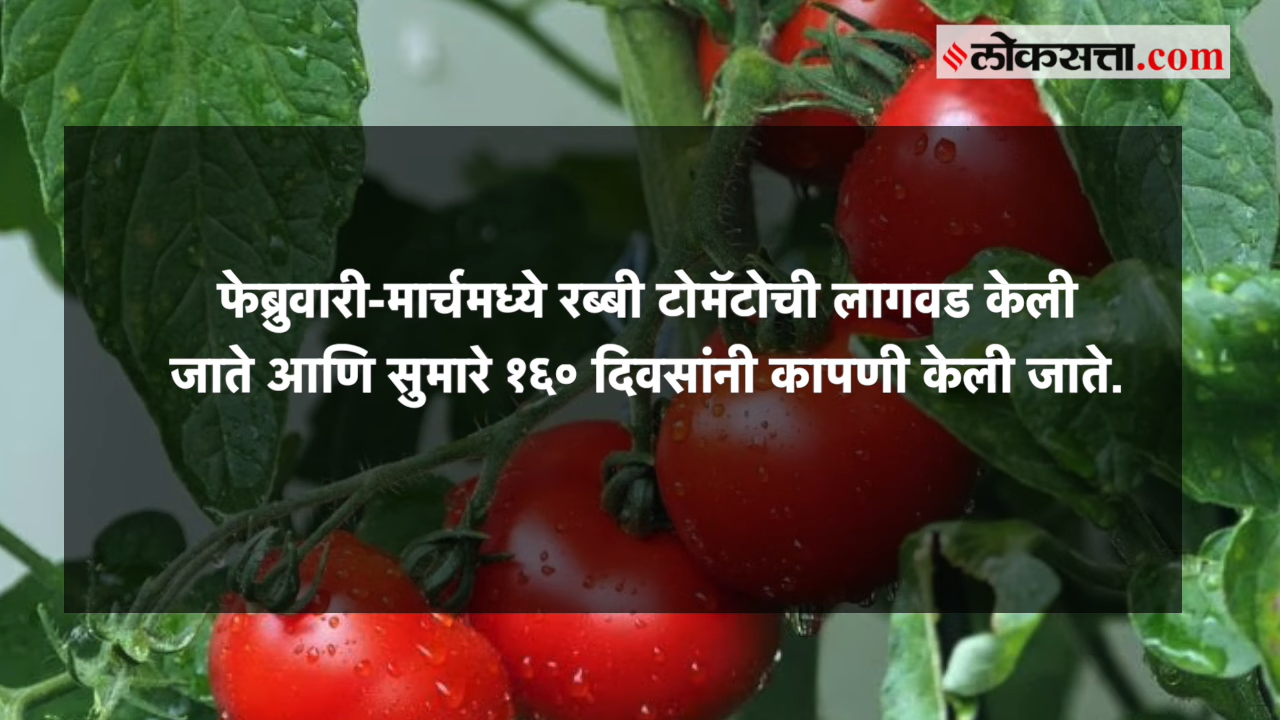 लोकसत्ता.com
फेब्रुवारी-मार्चमध्ये रब्बी टोमॅटोची लागवड केली
जाते आणि सुमारे १६० दिवसांनी कापणी केली जाते.